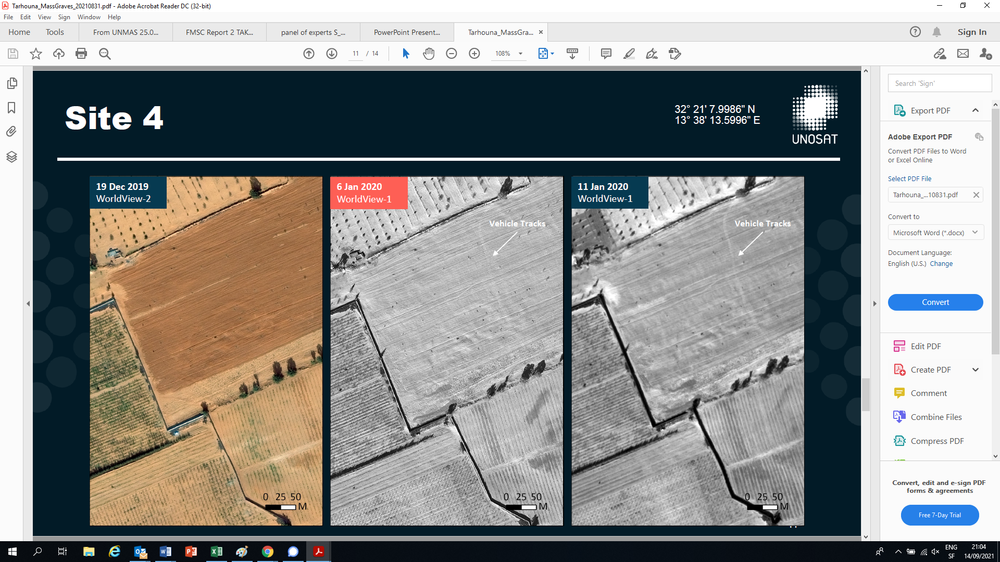 Tarhouna_MassGraves_20210831.pdf - Adobe Acrobat Reader DC (32-bit)
File Edit View Sign Window Help
Home Tools From UNMAS 25.0... FMSC Report 2 TAK... panel of experts S_... PowerPoint Present... Tarhouna_MassGra... Sign In
11 / 14 108%
Site 4
32° 21' 7.9986" N
13° 38' 13.5996" E
UNOSAT
19 Dec 2019
WorldView-2
0 25 50
M
6 Jan 2020
WorldView-1
Vehicle Tracks
0 25 50
M
11 Jan 2020
WorldView-1
Vehicle Tracks
0 25 50
M
Search 'Sign'
Export PDF
Adobe Export PDF
Convert PDF Files to Word
or Excel Online
Select PDF File
Tarhouna_...10831.pdf
Convert to
Microsoft Word (*.docx)
Document Language:
English (U.S.) Change
Convert
Edit PDF
Create PDF
Comment
Combine Files
Compress PDF
Convert, edit and e-sign PDF
forms & agreements
Free 7-Day Trial
ENG
SF
21:04
14/09/2021